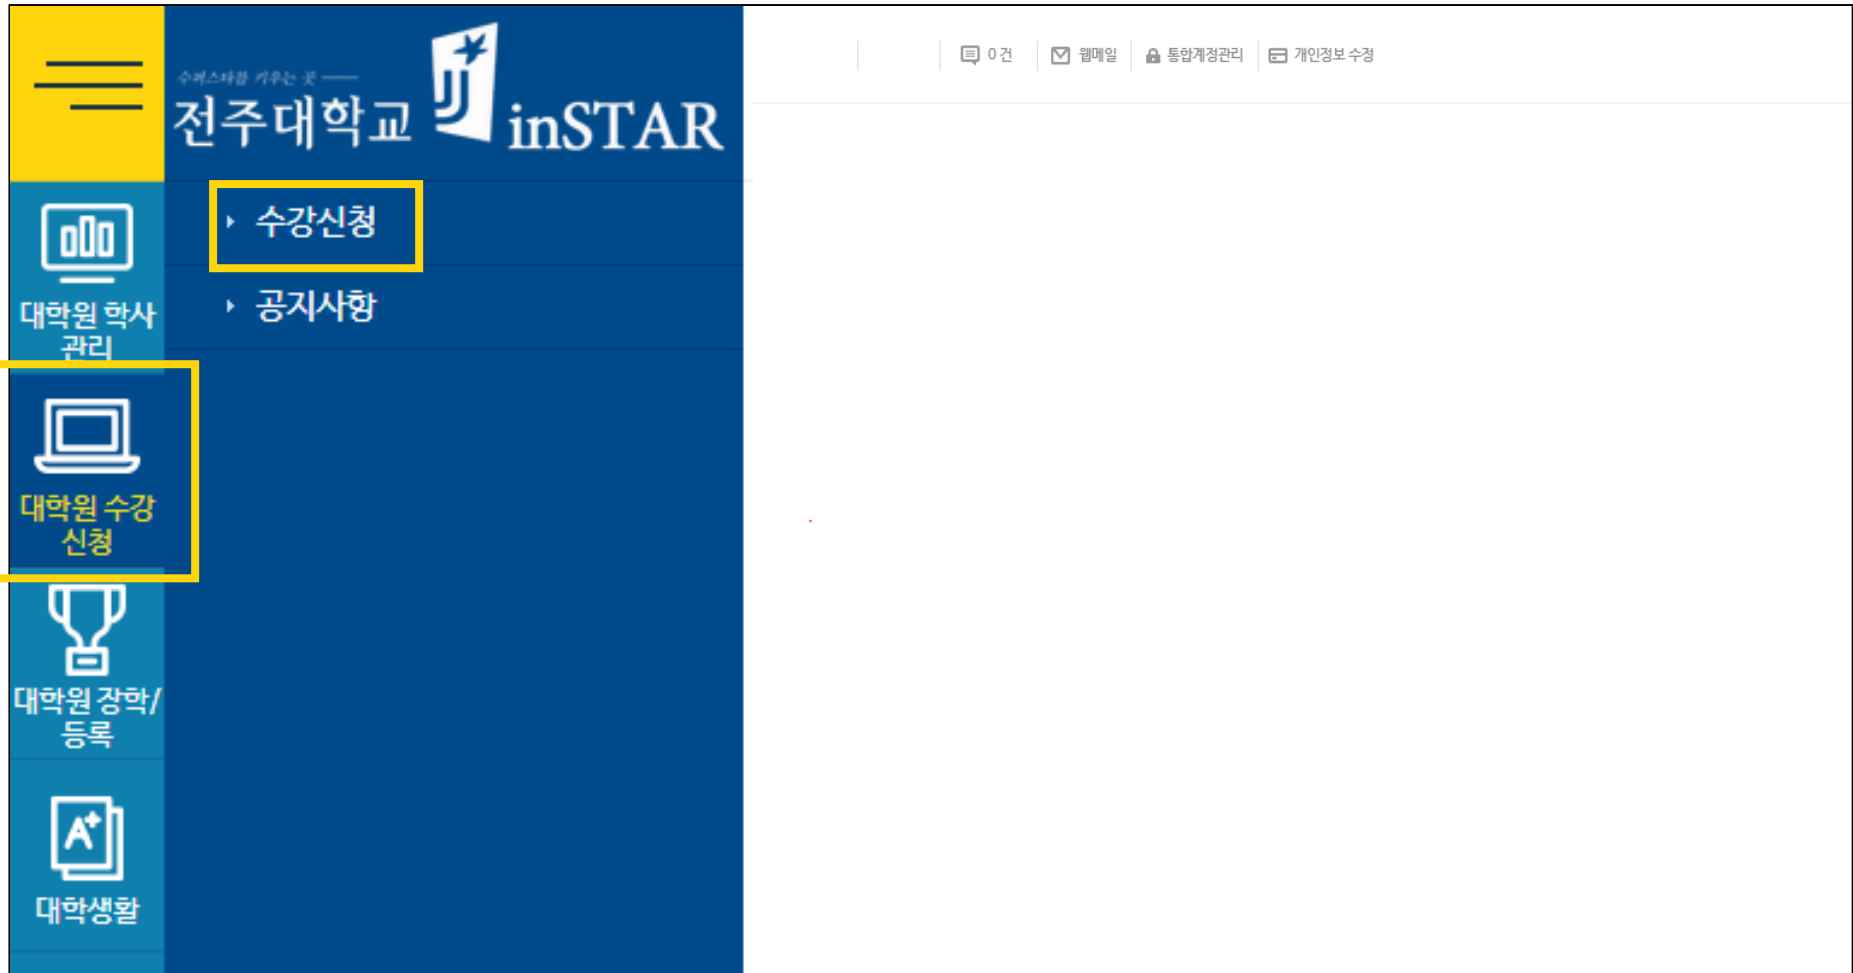 수퍼스타를 키우는 곳
전주대학교 JJ inSTAR
0 건
웹메일
통합계정관리
개인정보 수정
수강신청
공지사항
대학원 학사
관리
대학원 수강
신청
대학원 장학/
등록
A+
대학생활